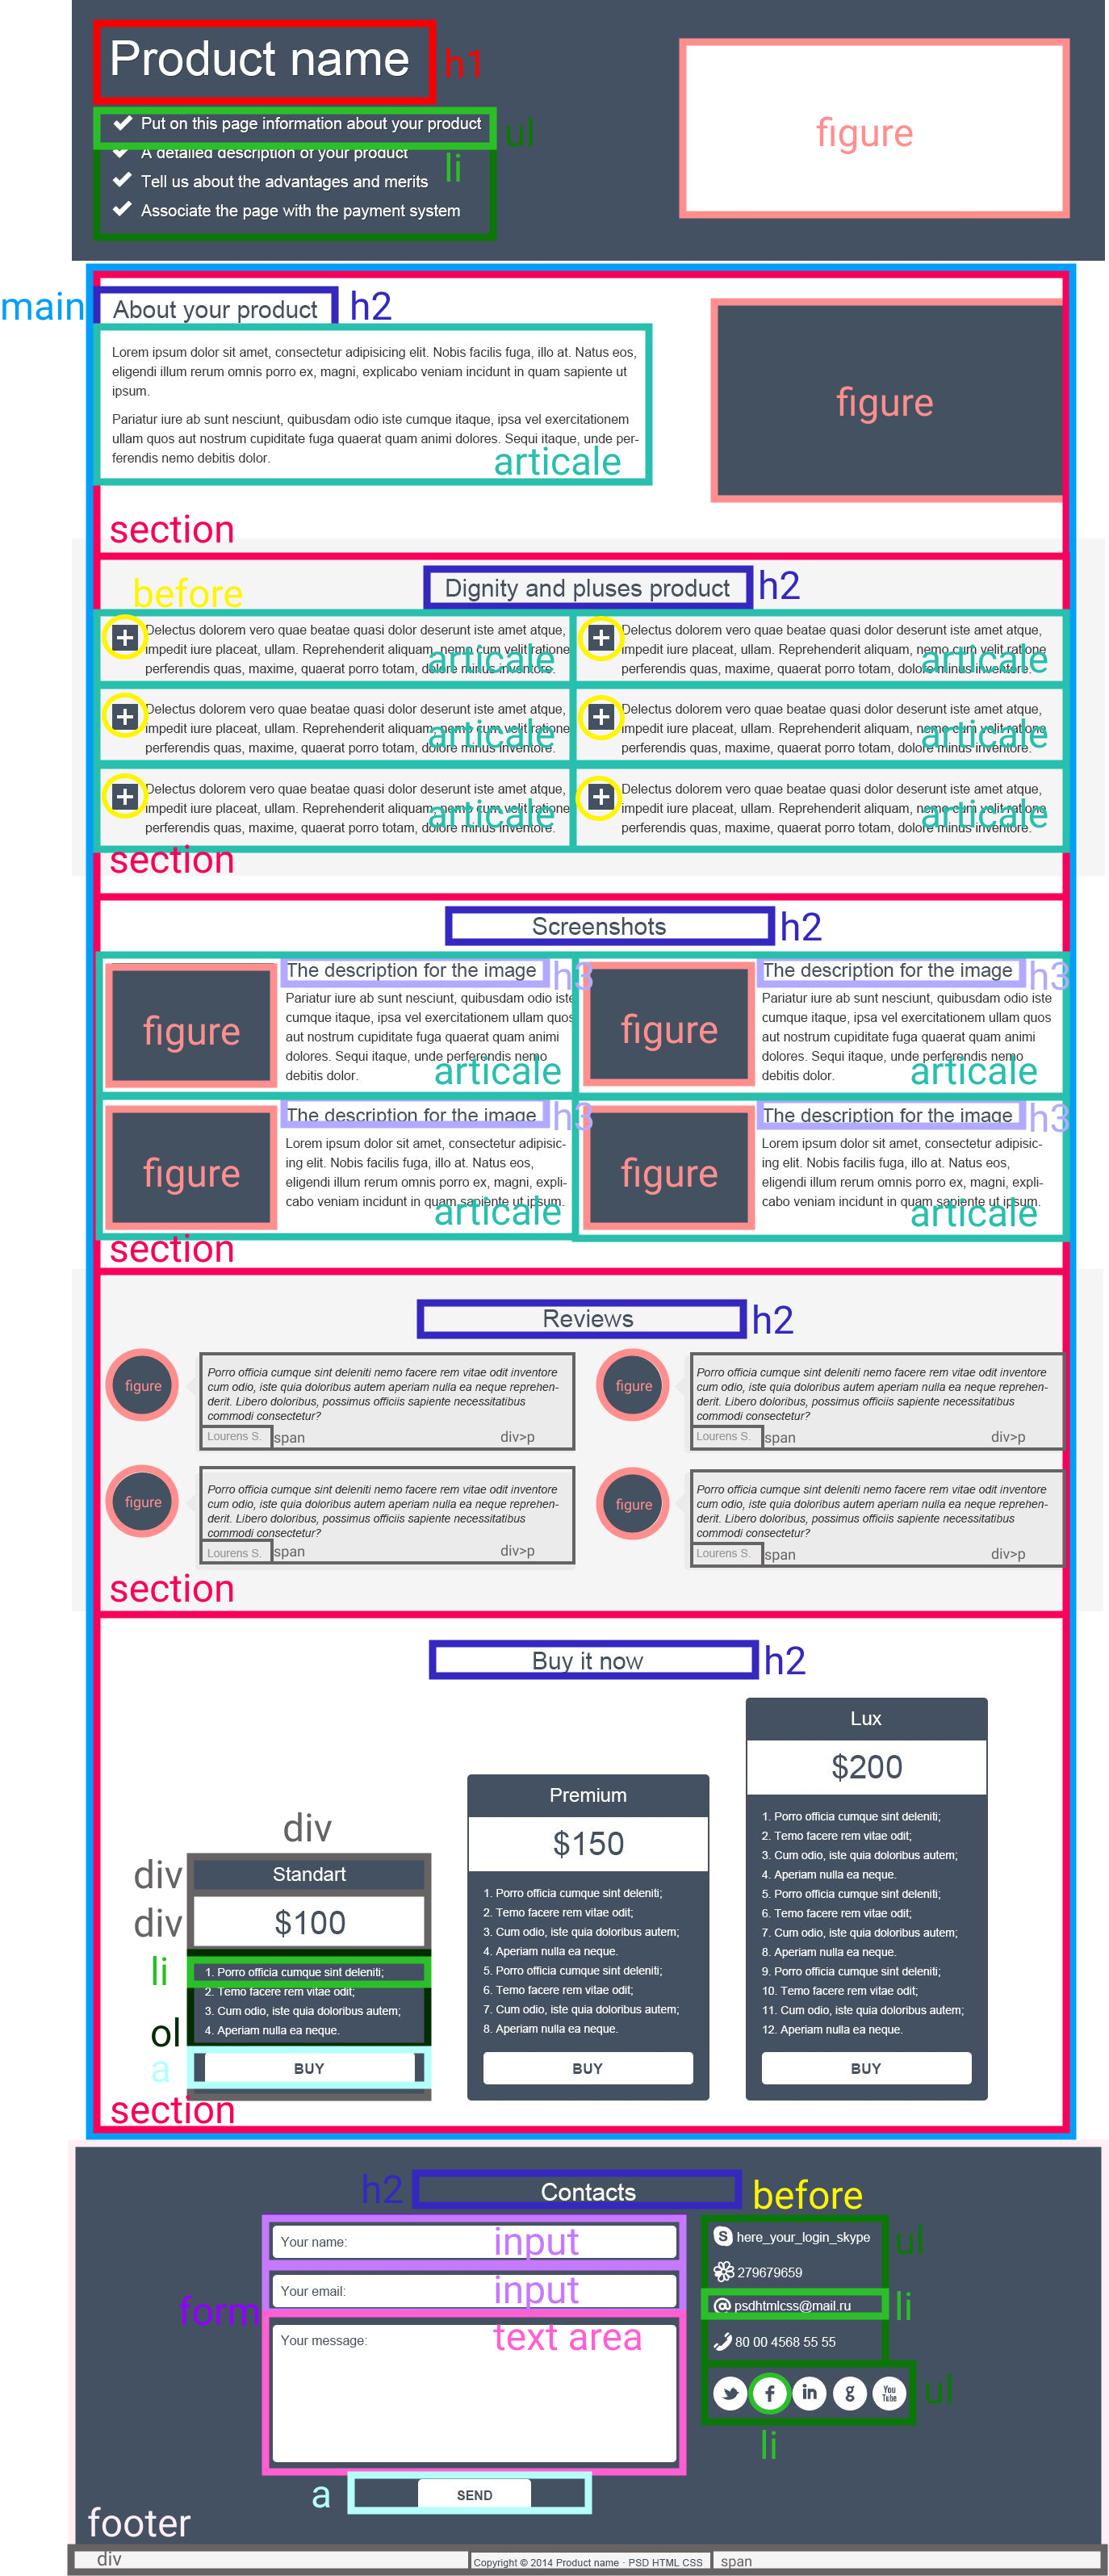 Product name
h1
Put on this page information about your product
ul
A detailed description of your product
li
Tell us about the advantages and merits
Associate the page with the payment system
figure
main
About your product
h2
Lorem ipsum dolor sit amet, consectetur adipisicing elit. Nobis facilis fuga, illo at. Natus eos,
eligendi illum rerum omnis porro ex, magni, explicabo veniam incidunt in quam sapiente ut
ipsum.
Pariatur iure ab sunt nesciunt, quibusdam odio iste cumque itaque, ipsa vel exercitationem
ullam quos aut nostrum cupiditate fuga quaerat quam animi dolores. Sequi itaque, unde per-
ferendis nemo debitis dolor.
articale
figure
section
before
Dignity and pluses product
h2
Delectus dolorem vero quae beatae quasi dolor deserunt iste amet atque,
impedit iure placeat, ullam. Reprehenderit aliquam, nemo cum velit ratione
perferendis quas, maxime, quaerat porro totam, dolore minus inventore.
articale
Delectus dolorem vero quae beatae quasi dolor deserunt iste amet atque,
impedit iure placeat, ullam. Reprehenderit aliquam, nemo cum velit ratione
perferendis quas, maxime, quaerat porro totam, dolore minus inventore.
articale
Delectus dolorem vero quae beatae quasi dolor deserunt iste amet atque,
impedit iure placeat, ullam. Reprehenderit aliquam, nemo cum velit ratione
perferendis quas, maxime, quaerat porro totam, dolore minus inventore.
articale
Delectus dolorem vero quae beatae quasi dolor deserunt iste amet atque,
impedit iure placeat, ullam. Reprehenderit aliquam, nemo cum velit ratione
perferendis quas, maxime, quaerat porro totam, dolore minus inventore.
articale
Delectus dolorem vero quae beatae quasi dolor deserunt iste amet atque,
impedit iure placeat, ullam. Reprehenderit aliquam, nemo cum velit ratione
perferendis quas, maxime, quaerat porro totam, dolore minus inventore.
articale
Delectus dolorem vero quae beatae quasi dolor deserunt iste amet atque,
impedit iure placeat, ullam. Reprehenderit aliquam, nemo cum velit ratione
perferendis quas, maxime, quaerat porro totam, dolore minus inventore.
articale
section
Screenshots
h2
figure
The description for the image
h3
Pariatur iure ab sunt nesciunt, quibusdam odio iste
cumque itaque, ipsa vel exercitationem ullam quos
aut nostrum cupiditate fuga quaerat quam animi
dolores. Sequi itaque, unde perferendis nemo
debitis dolor.
articale
figure
The description for the image
h3
Pariatur iure ab sunt nesciunt, quibusdam odio iste
cumque itaque, ipsa vel exercitationem ullam quos
aut nostrum cupiditate fuga quaerat quam animi
dolores. Sequi itaque, unde perferendis nemo
debitis dolor.
articale
figure
The description for the image
h3
Lorem ipsum dolor sit amet, consectetur adipisic-
ing elit. Nobis facilis fuga, illo at. Natus eos,
eligendi illum rerum omnis porro ex, magni, expli-
cabo veniam incidunt in quam sapiente ut ipsum.
articale
figure
The description for the image
h3
Lorem ipsum dolor sit amet, consectetur adipisic-
ing elit. Nobis facilis fuga, illo at. Natus eos,
eligendi illum rerum omnis porro ex, magni, expli-
cabo veniam incidunt in quam sapiente ut ipsum.
articale
section
Reviews
h2
figure
Porro officia cumque sint deleniti nemo facere rem vitae odit inventore
cum odio, iste quia doloribus autem aperiam nulla ea neque reprehen-
derit. Libero doloribus, possimus officiis sapiente necessitatibus
commodi consectetur?
Lourens S. span div>p
figure
Porro officia cumque sint deleniti nemo facere rem vitae odit inventore
cum odio, iste quia doloribus autem aperiam nulla ea neque reprehen-
derit. Libero doloribus, possimus officiis sapiente necessitatibus
commodi consectetur?
Lourens S. span div>p
figure
Porro officia cumque sint deleniti nemo facere rem vitae odit inventore
cum odio, iste quia doloribus autem aperiam nulla ea neque reprehen-
derit. Libero doloribus, possimus officiis sapiente necessitatibus
commodi consectetur?
Lourens S. span div>p
figure
Porro officia cumque sint deleniti nemo facere rem vitae odit inventore
cum odio, iste quia doloribus autem aperiam nulla ea neque reprehen-
derit. Libero doloribus, possimus officiis sapiente necessitatibus
commodi consectetur?
Lourens S. span div>p
section
Buy it now
h2
div
div
Standart
div
$100
li
1. Porro officia cumque sint deleniti;
2. Temo facere rem vitae odit;
3. Cum odio, iste quia doloribus autem;
4. Aperiam nulla ea neque.
ol
a
BUY
Premium
$150
1. Porro officia cumque sint deleniti;
2. Temo facere rem vitae odit;
3. Cum odio, iste quia doloribus autem;
4. Aperiam nulla ea neque.
5. Porro officia cumque sint deleniti;
6. Temo facere rem vitae odit;
7. Cum odio, iste quia doloribus autem;
8. Aperiam nulla ea neque.
BUY
Lux
$200
1. Porro officia cumque sint deleniti;
2. Temo facere rem vitae odit;
3. Cum odio, iste quia doloribus autem;
4. Aperiam nulla ea neque.
5. Porro officia cumque sint deleniti;
6. Temo facere rem vitae odit;
7. Cum odio, iste quia doloribus autem;
8. Aperiam nulla ea neque.
9. Porro officia cumque sint deleniti;
10. Temo facere rem vitae odit;
11. Cum odio, iste quia doloribus autem;
12. Aperiam nulla ea neque.
BUY
section
h2
Contacts
before
Your name:
input
Your email:
input
form
Your message:
text area
here_your_login_skype
ul
279679659
psdhtmlcss@mail.ru
li
80 00 4568 55 55
f in g You Tube
ul
li
a
SEND
footer
div
Copyright © 2014 Product name · PSD HTML CSS
span